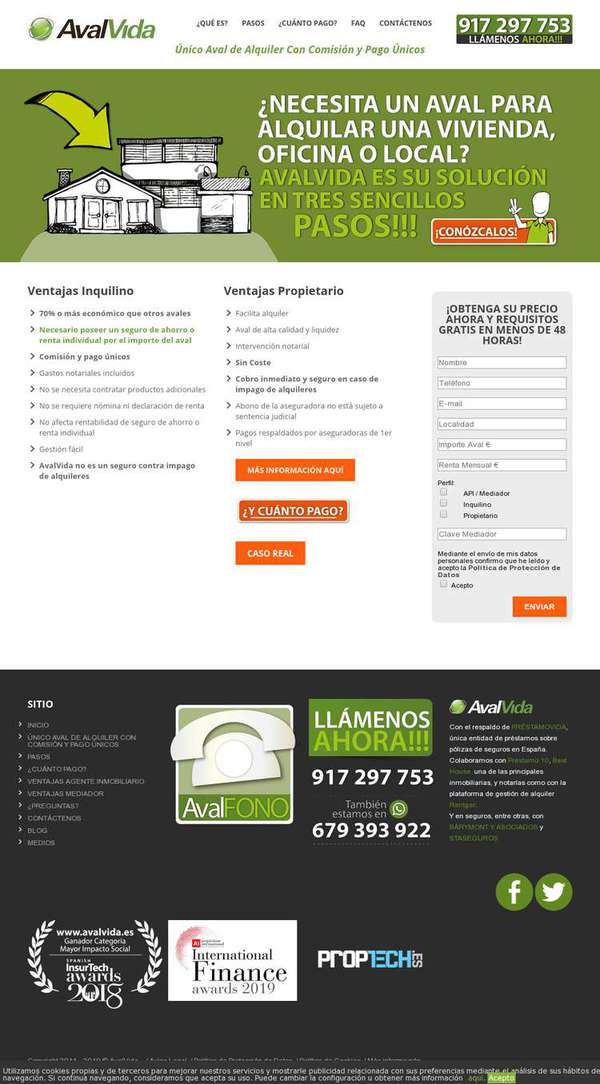 AvalVida
¿QUÉ ES?
PASOS
¿CUÁNTO PAGO?
FAQ
CONTÁCTENOS
917 297 753
LLÁMENOS AHORA!!!
Único Aval de Alquiler Con Comisión y Pago Únicos
¿NECESITA UN AVAL PARA
ALQUILAR UNA VIVIENDA,
OFICINA O LOCAL?
AVALVIDA ES SU SOLUCIÓN
EN TRES SENCILLOS
PASOS!!!
¡CONÓZCALOS!
Ventajas Inquilino
70% o más económico que otros avales
Necesario poseer un seguro de ahorro o
renta individual por el importe del aval
Comisión y pago únicos
Gastos notariales incluidos
No se necesita contratar productos adicionales
No se requiere nómina ni declaración de renta
No afecta rentabilidad de seguro de ahorro o
renta individual
Gestión fácil
AvalVida no es un seguro contra impago
de alquileres
Ventajas Propietario
Facilita alquiler
Aval de alta calidad y liquidez
Intervención notarial
Sin Coste
Cobro inmediato y seguro en caso de
impago de alquileres
Abono de la aseguradora no está sujeto a
sentencia judicial
Pagos respaldados por aseguradoras de 1er
nivel
MÁS INFORMACIÓN AQUÍ
¿Y CUÁNTO PAGO?
CASO REAL
¡OBTENGA SU PRECIO
AHORA Y REQUISITOS
GRATIS EN MENOS DE 48
HORAS!
Nombre
Teléfono
E-mail
Localidad
Importe Aval €
Renta Mensual €
Perfil:
API / Mediador
Inquilino
Propietario
Clave Mediador
Mediante el envío de mis datos
personales confirmo que he leído y
acepto la Política de Protección de
Datos
Acepto
ENVIAR
SITIO
INICIO
ÚNICO AVAL DE ALQUILER CON
COMISIÓN Y PAGO ÚNICOS
PASOS
¿CUÁNTO PAGO?
VENTAJAS AGENTE INMOBILIARIO
VENTAJAS MEDIADOR
¿PREGUNTAS?
CONTÁCTENOS
BLOG
MEDIOS
AvalFONO
LLÁMENOS
AHORA!!!
917 297 753
También
estamos en
679 393 922
AvalVida
Con el respaldo de PRÉSTAMOVIDA,
única entidad de préstamos sobre
pólizas de seguros en España.
Colaboramos con Préstamo 10, Best
House, una de las principales
inmobiliarias, y notarías como con la
plataforma de gestión de alquiler
Rentger.
Y en seguros, entre otras, con
BÁRYMONT Y ASOCIADOS y
STASEGUROS
www.avalvida.es
Ganador Categoría
Mayor Impacto Social
SPANISH
InsurTech
awards
2018
International
Finance
awards 2019
PROPTECH.ES
Utilizamos cookies propias y de terceros para mejorar nuestros servicios y mostrarle publicidad relacionada con sus preferencias mediante el análisis de sus hábitos de
navegación. Si continua navegando, consideramos que acepta su uso. Puede cambiar la configuración u obtener más información aquí. Acepto